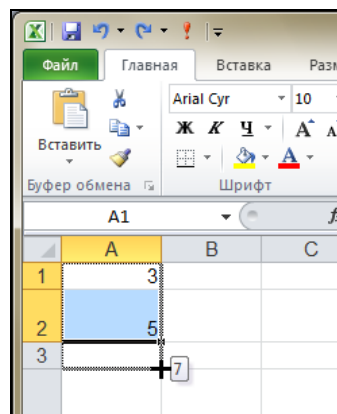 Файл Главная Вставка Разм
Arial Cyr 10
Вставить Ж К Ч A A
A
Буфер обмена Шрифт
A1
A B C
1 3
2 5
3
7